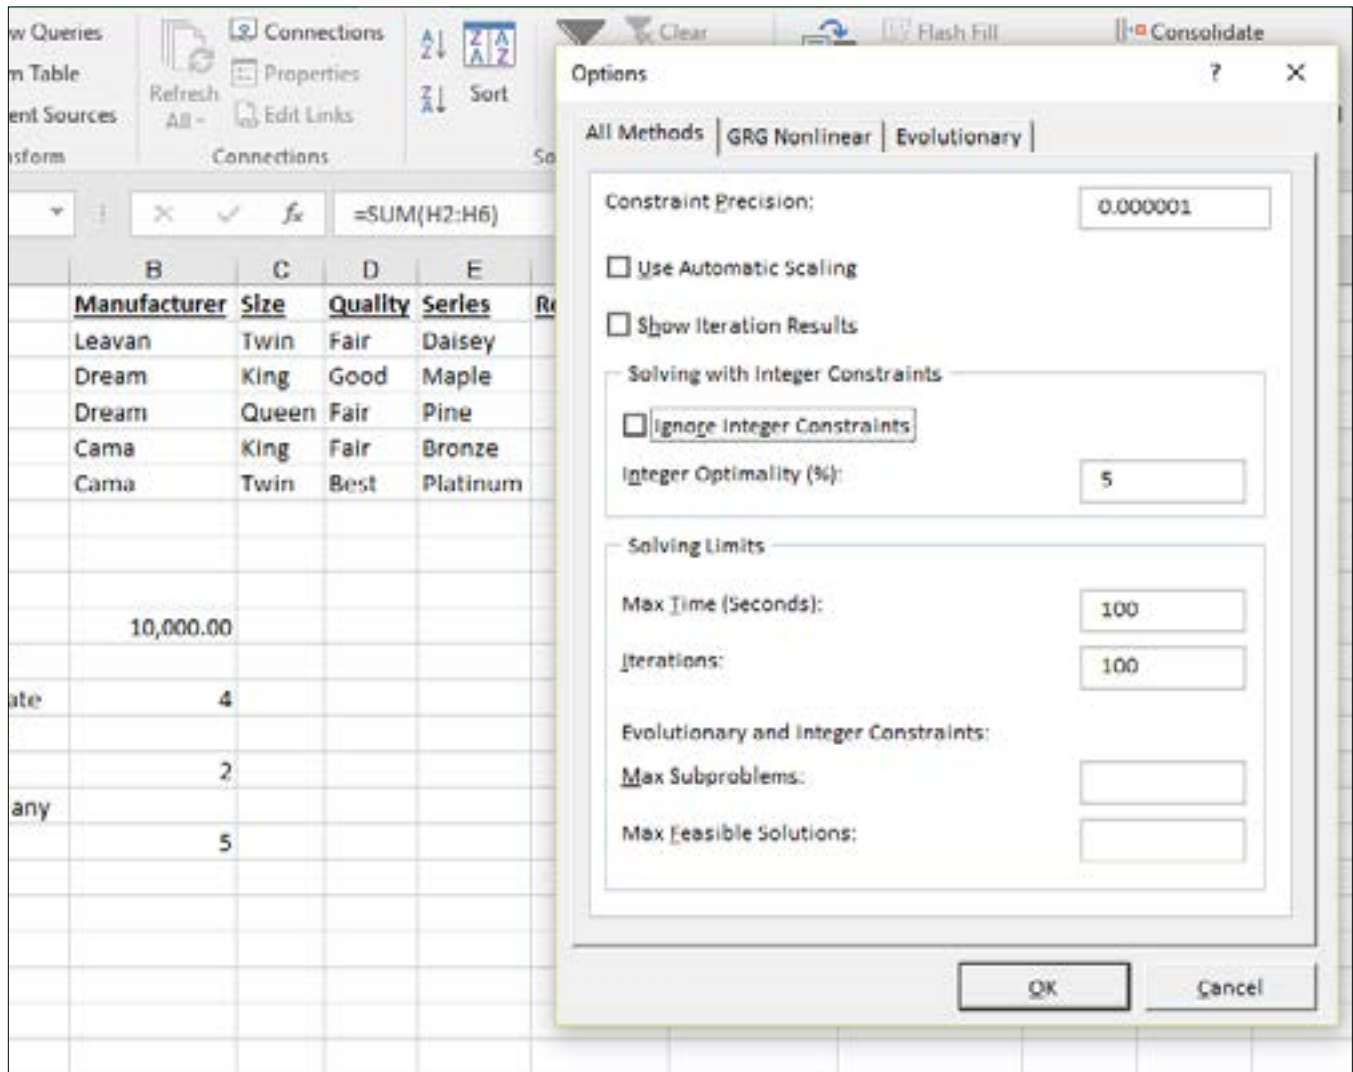 w Queries
Connections
Clear
Flash Fill
Consolidate
m Table
Properties
Refresh
All
Sort
ent Sources
Edit Links
nsform
Connections
So
=SUM(H2:H6)
B C D E
Manufacturer Size Quality Series Re
Leavan Twin Fair Daisey
Dream King Good Maple
Dream Queen Fair Pine
Cama King Fair Bronze
Cama Twin Best Platinum
10,000.00
ate 4
2
any
5
Options
All Methods GRG Nonlinear Evolutionary
Constraint Precision: 0.000001
Use Automatic Scaling
Show Iteration Results
Solving with Integer Constraints
Ignore Integer Constraints
Integer Optimality (%): 5
Solving Limits
Max Time (Seconds): 100
Iterations: 100
Evolutionary and Integer Constraints:
Max Subproblems:
Max Feasible Solutions:
OK Cancel